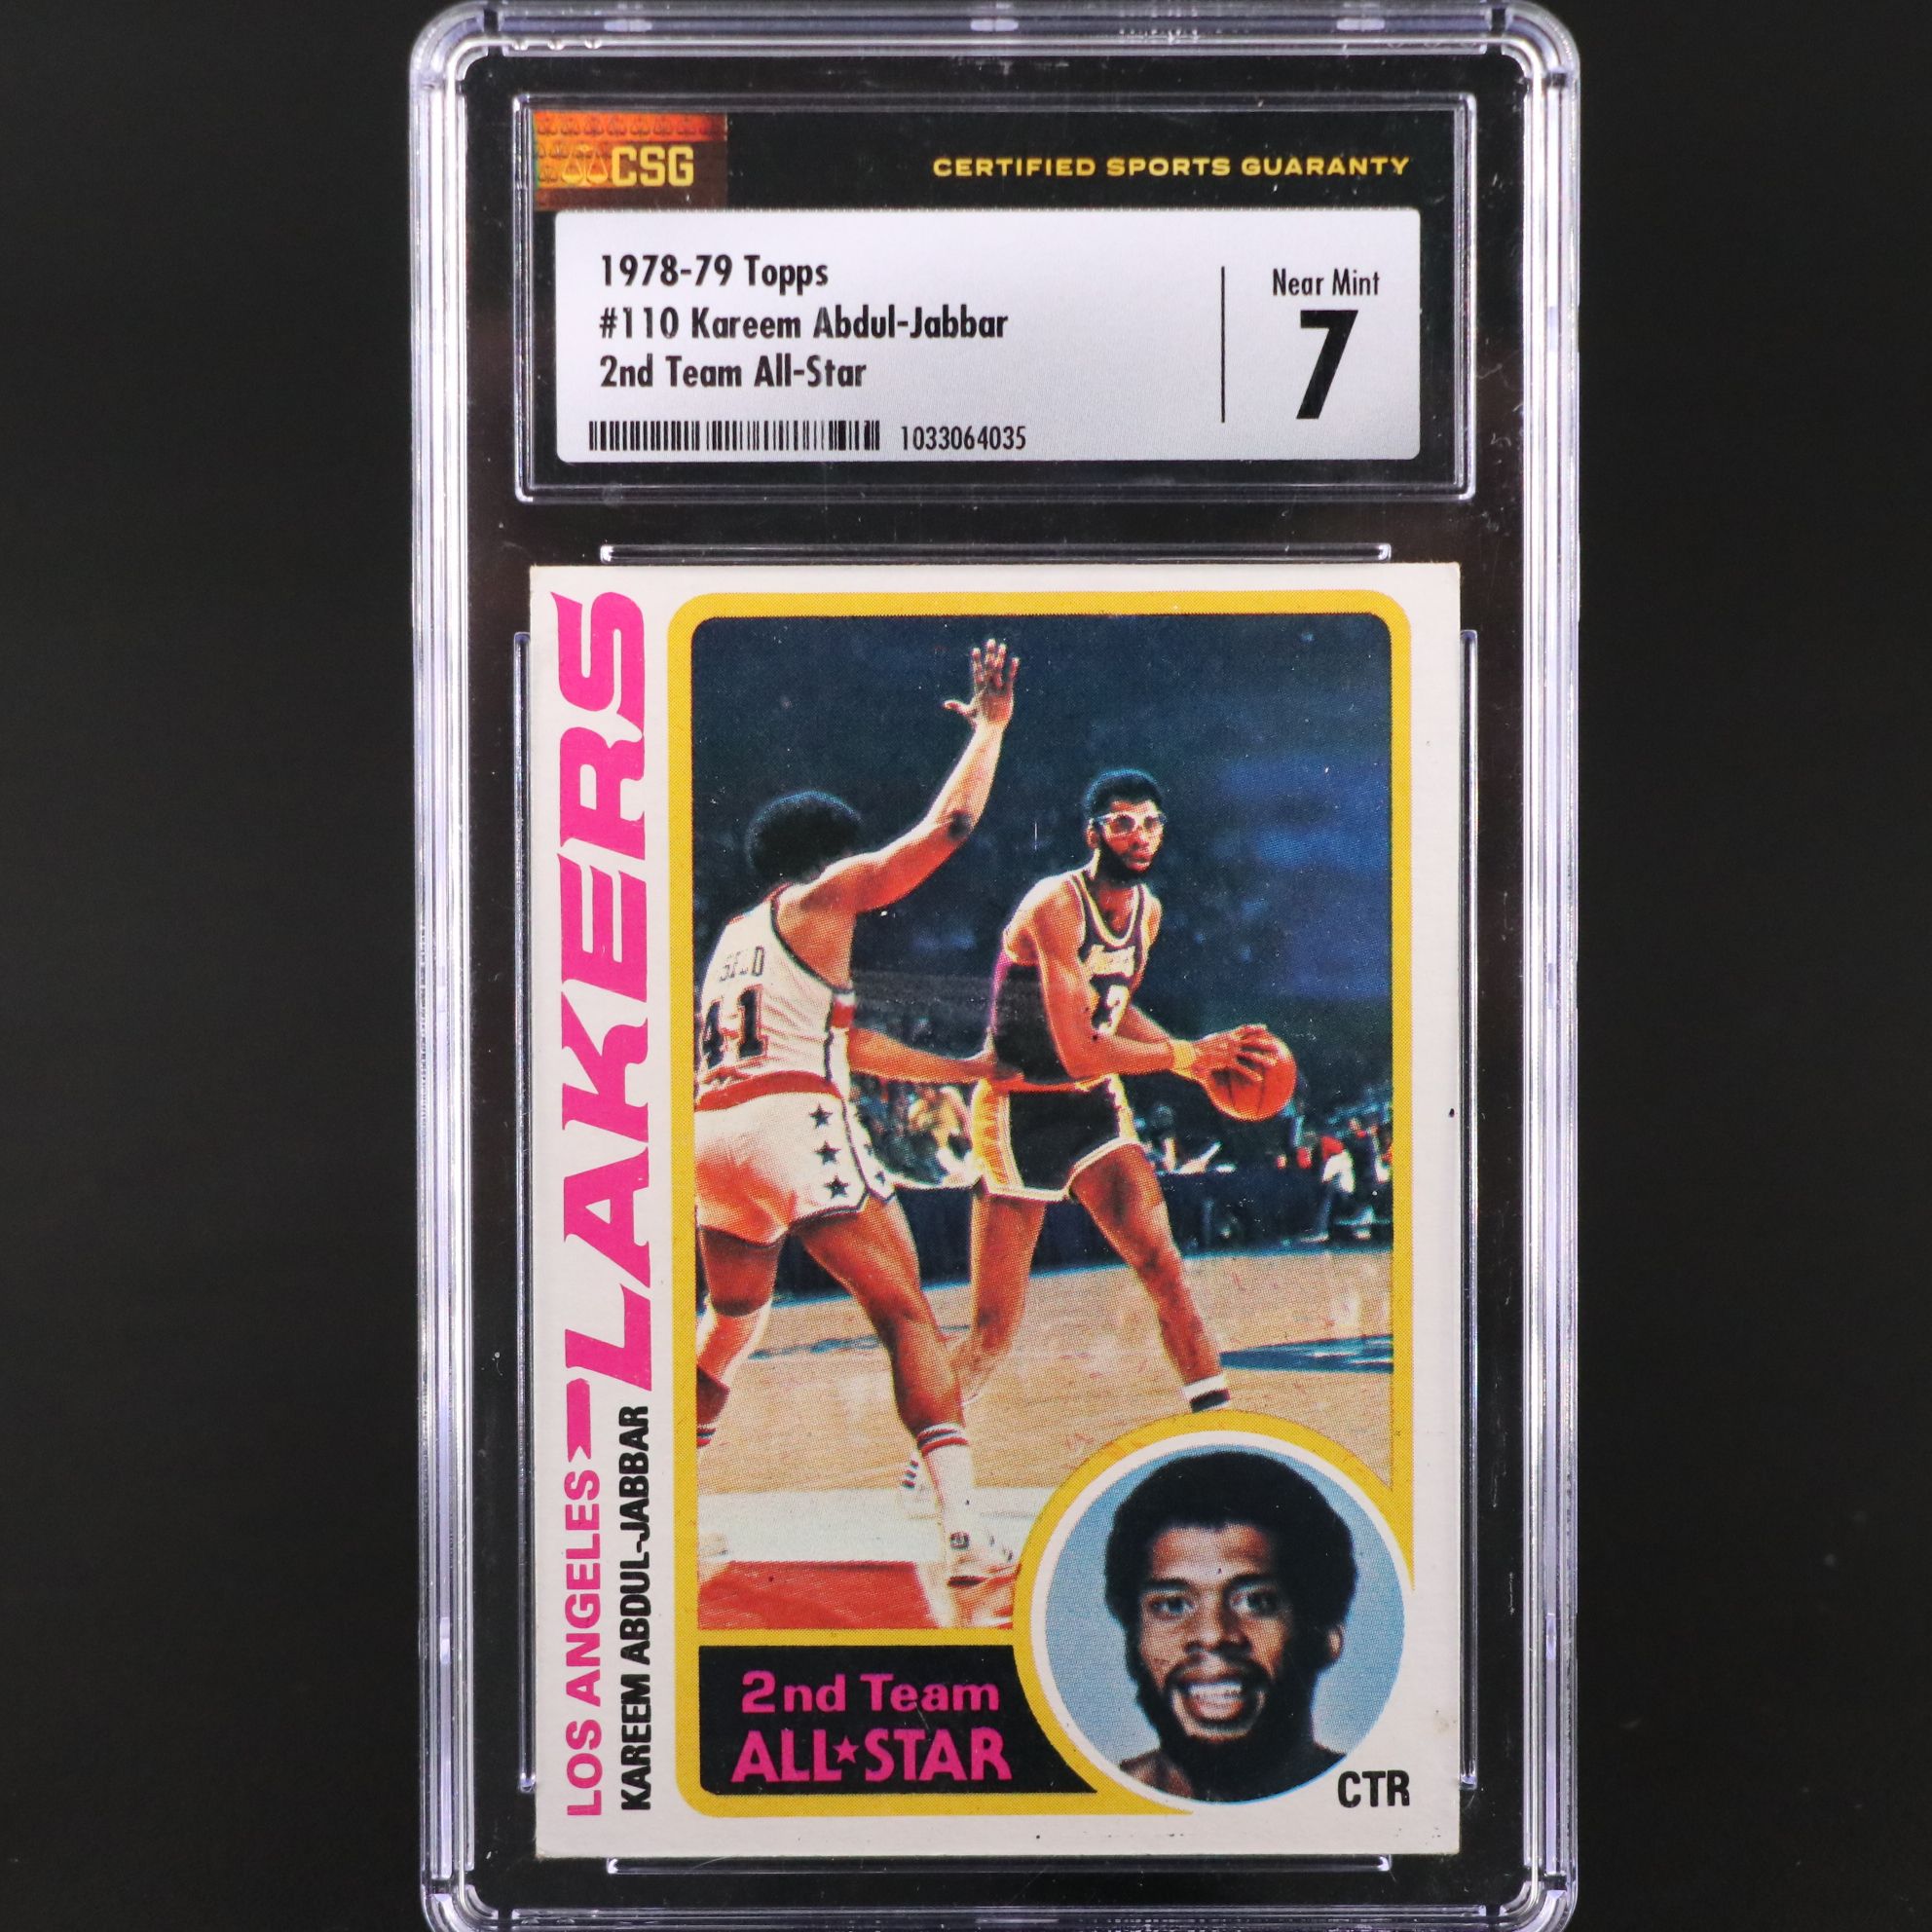 CSG
CERTIFIED SPORTS GUARANTY
1978-79 Topps
#110 Kareem Abdul-Jabbar
2nd Team All-Star
Near Mint
7
1033064035
LOS ANGELES LAKERS
KAREEM ABDUL-JABBAR
41
2nd Team
ALL★STAR
CTR